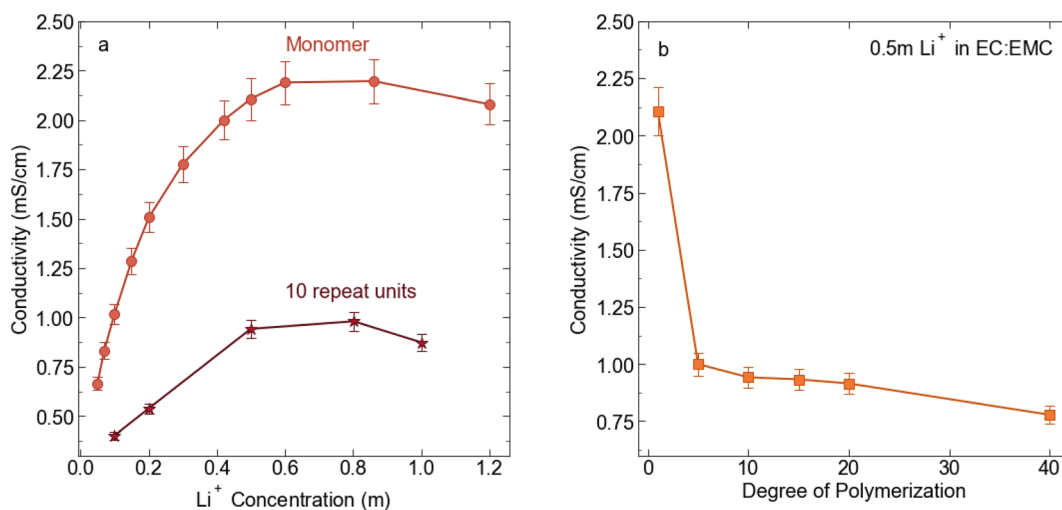 a
Monomer
10 repeat units
Conductivity (mS/cm)
2.50
2.25
2.00
1.75
1.50
1.25
1.00
0.75
0.50
0.0 0.2 0.4 0.6 0.8 1.0 1.2
Li⁺ Concentration (m)
b
0.5m Li⁺ in EC:EMC
Conductivity (mS/cm)
2.50
2.25
2.00
1.75
1.50
1.25
1.00
0.75
0 10 20 30 40
Degree of Polymerization